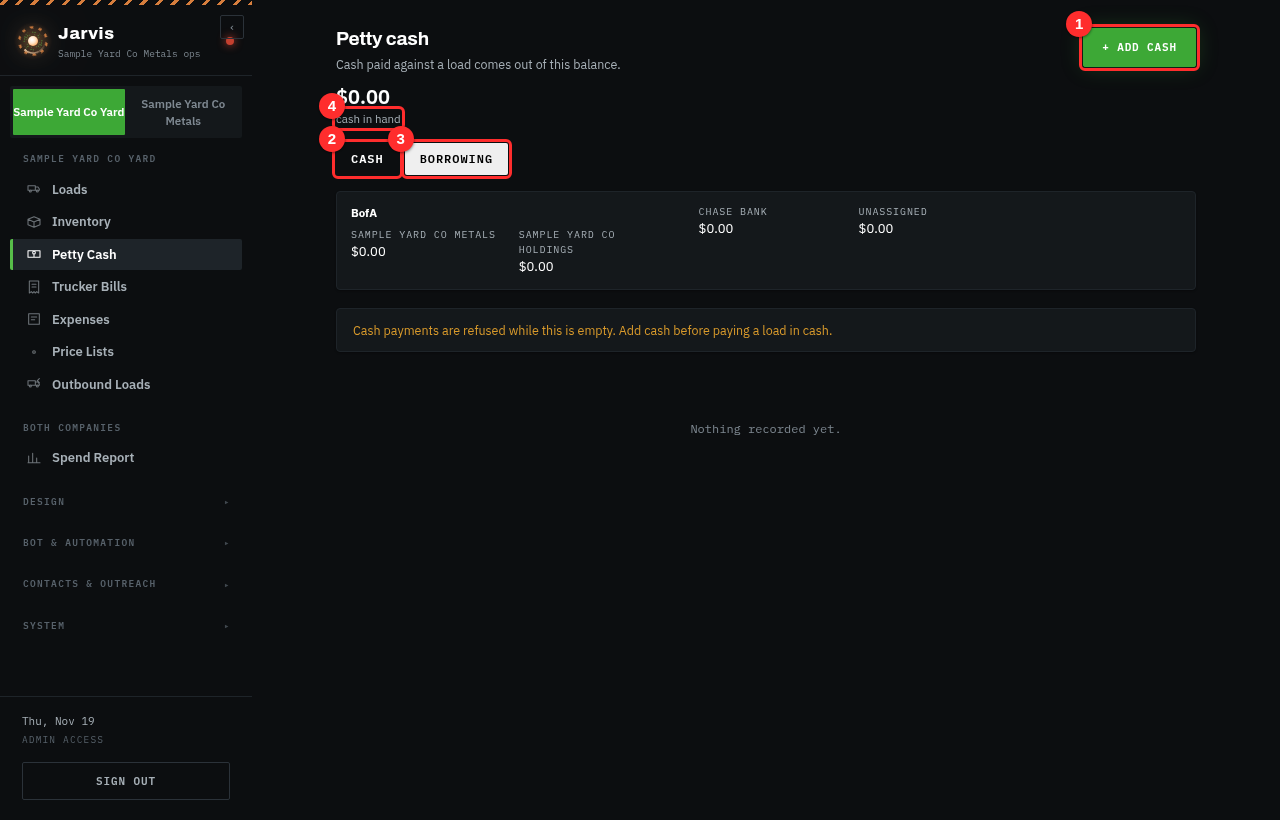 Jarvis
Sample Yard Co Metals ops
‹
Sample Yard Co Yard
Sample Yard Co
Metals
SAMPLE YARD CO YARD
Loads
Inventory
Petty Cash
Trucker Bills
Expenses
Price Lists
Outbound Loads
BOTH COMPANIES
Spend Report
DESIGN
BOT & AUTOMATION
CONTACTS & OUTREACH
SYSTEM
Thu, Nov 19
ADMIN ACCESS
SIGN OUT
Petty cash
Cash paid against a load comes out of this balance.
1
+ ADD CASH
$0.00
4
cash in hand
2
3
CASH
BORROWING
BofA
SAMPLE YARD CO METALS
$0.00
SAMPLE YARD CO
HOLDINGS
$0.00
CHASE BANK
$0.00
UNASSIGNED
$0.00
Cash payments are refused while this is empty. Add cash before paying a load in cash.
Nothing recorded yet.